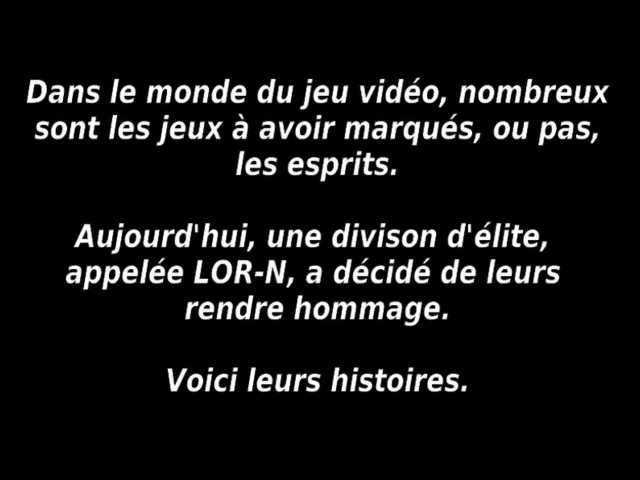 Dans le monde du jeu vidéo, nombreux
sont les jeux à avoir marqués, ou pas,
les esprits.
Aujourd'hui, une divison d'élite,
appelée LOR-N, a décidé de leurs
rendre hommage.
Voici leurs histoires.